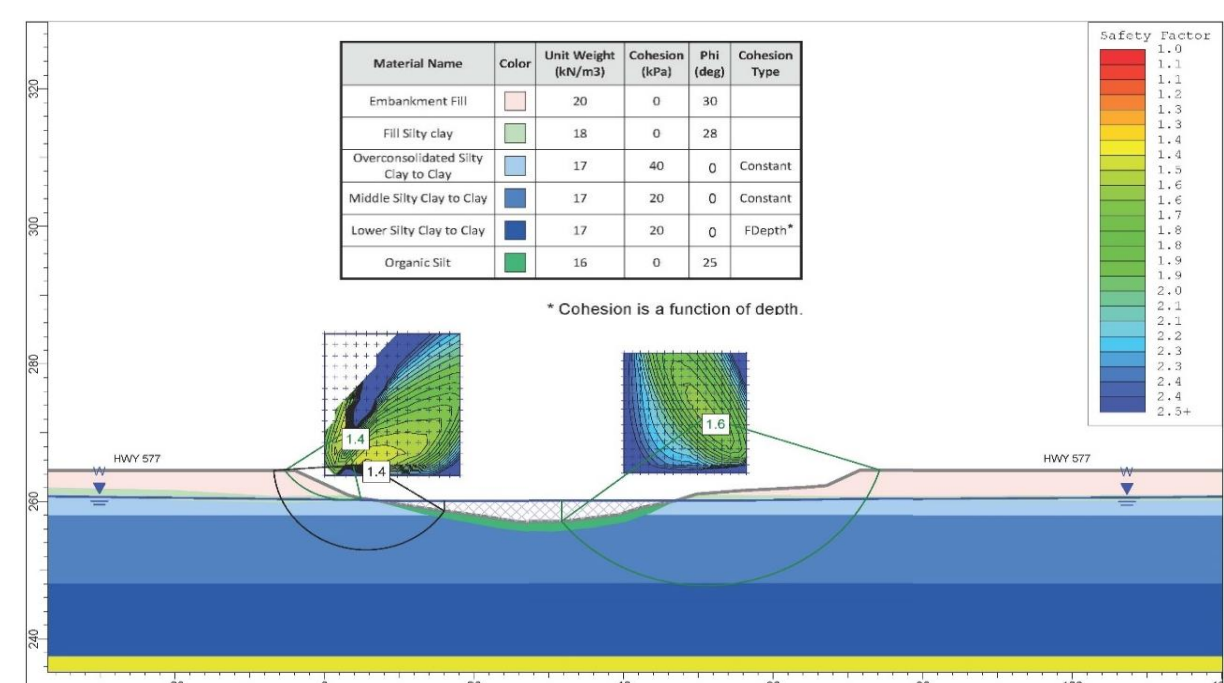 Safety Factor
1.0
1.1
1.1
1.2
1.3
1.3
1.4
1.4
1.5
1.6
1.6
1.7
1.8
1.8
1.9
1.9
2.0
2.1
2.1
2.2
2.3
2.3
2.4
2.4
2.5+
Material Name Color Unit Weight (kN/m3) Cohesion (kPa) Phi (deg) Cohesion Type
Embankment Fill 20 0 30
Fill Silty clay 18 0 28
Overconsolidated Silty Clay to Clay 17 40 0 Constant
Middle Silty Clay to Clay 17 20 0 Constant
Lower Silty Clay to Clay 17 20 0 FDepth*
Organic Silt 16 0 25
* Cohesion is a function of depth.
320
300
280
260
240
1.4
1.4
1.6
HWY 577
W
HWY 577
W